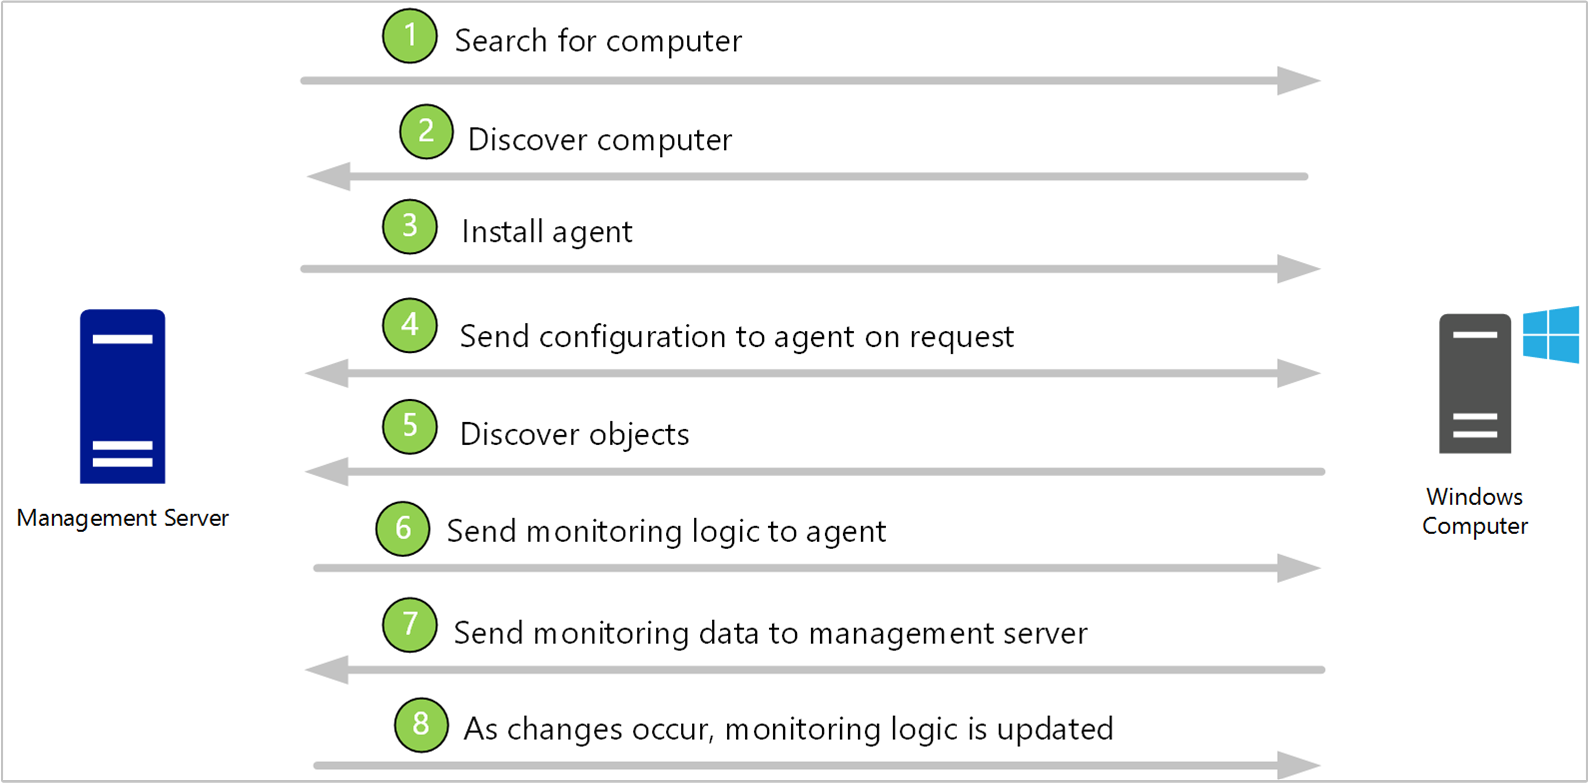 1 Search for computer
2 Discover computer
3 Install agent
4 Send configuration to agent on request
5 Discover objects
6 Send monitoring logic to agent
7 Send monitoring data to management server
8 As changes occur, monitoring logic is updated
Management Server
Windows
Computer